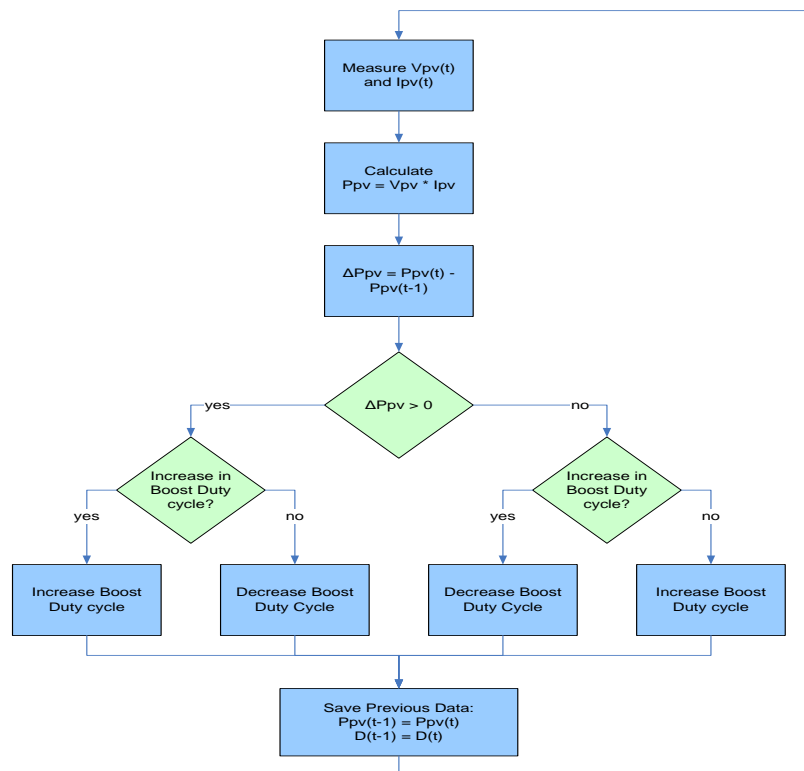 Measure Vpv(t)
and Ipv(t)
Calculate
Ppv = Vpv * Ipv
ΔPpv = Ppv(t) -
Ppv(t-1)
ΔPpv > 0
yes
no
Increase in
Boost Duty
cycle?
Increase in
Boost Duty
cycle?
yes
no
yes
no
Increase Boost
Duty cycle
Decrease Boost
Duty Cycle
Decrease Boost
Duty Cycle
Increase Boost
Duty cycle
Save Previous Data:
Ppv(t-1) = Ppv(t)
D(t-1) = D(t)